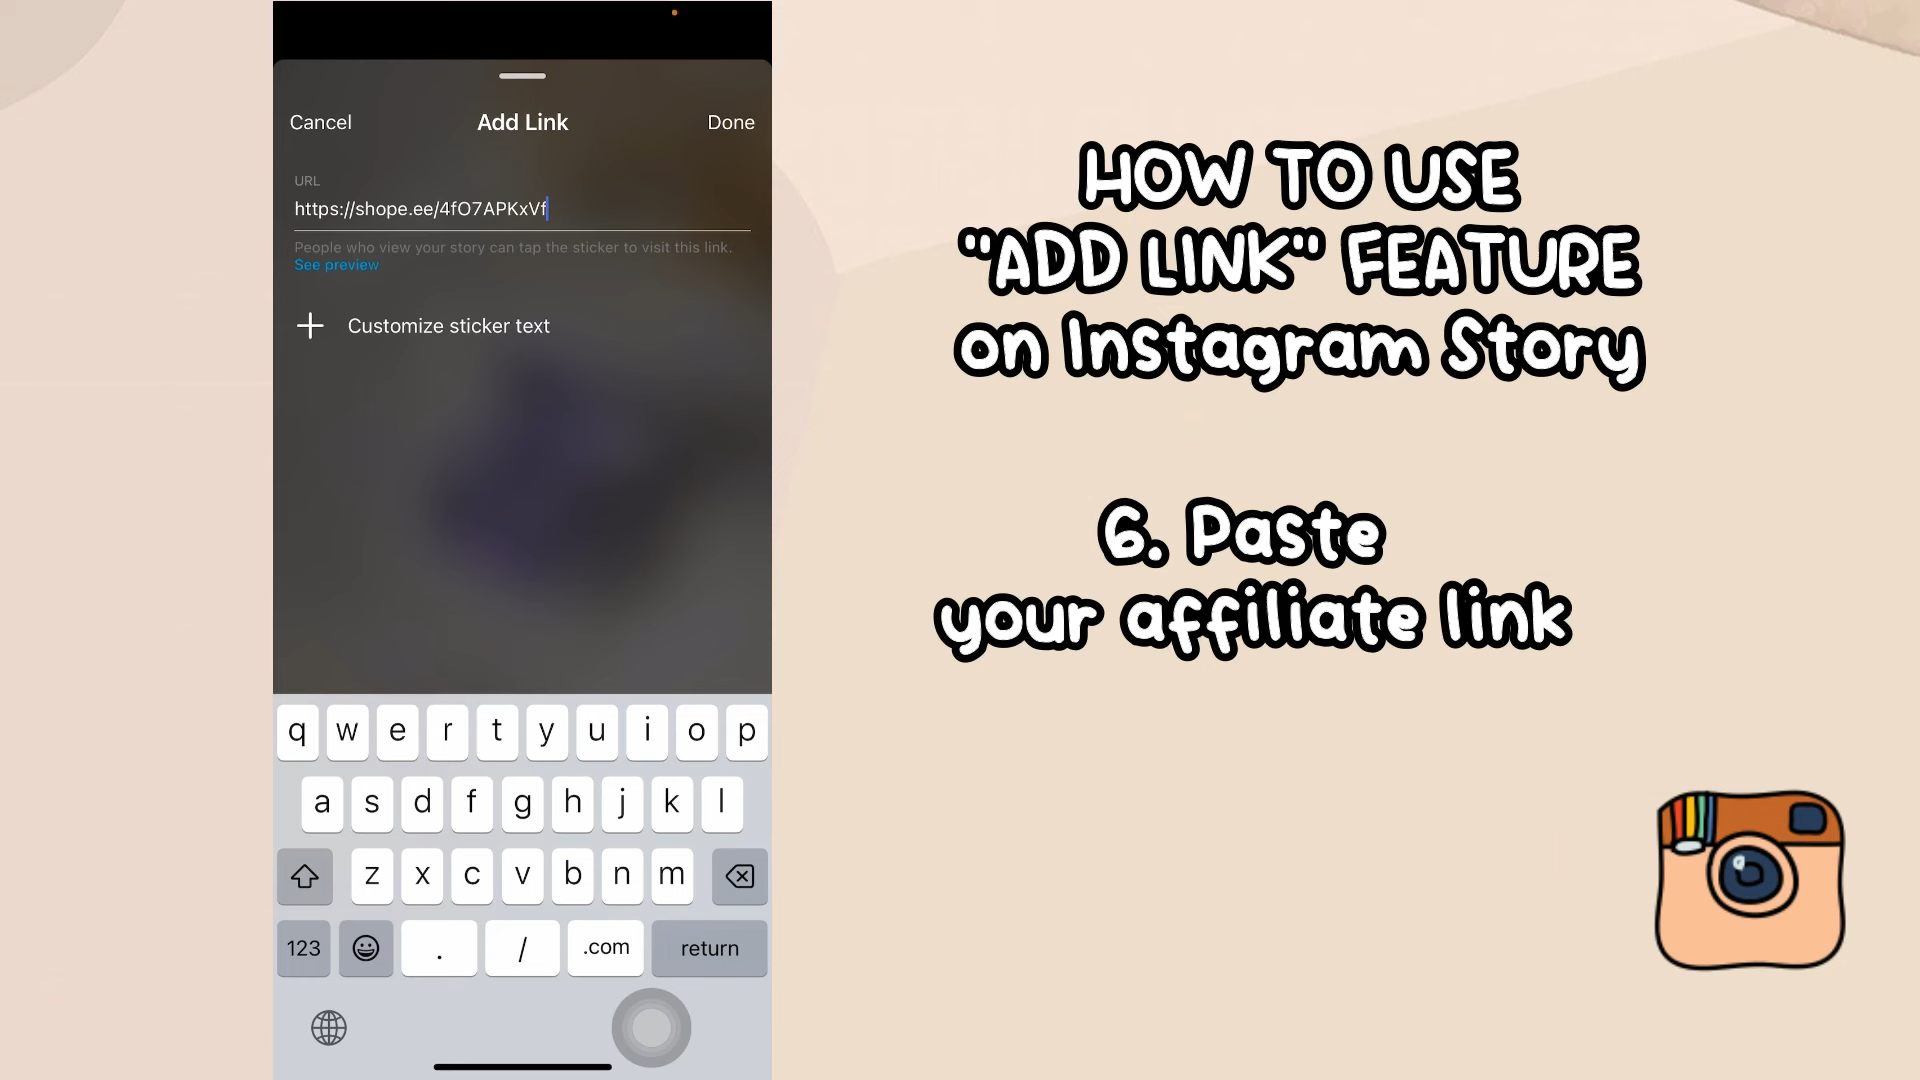 Cancel Add Link Done
URL
https://shope.ee/4fO7APKxVf
People who view your story can tap the sticker to visit this link.
See preview
Customize sticker text
q w e r t y u i o p
a s d f g h j k l
z x c v b n m
123 . / .com return
HOW TO USE
"ADD LINK" FEATURE
on Instagram Story
6. Paste
your affiliate link